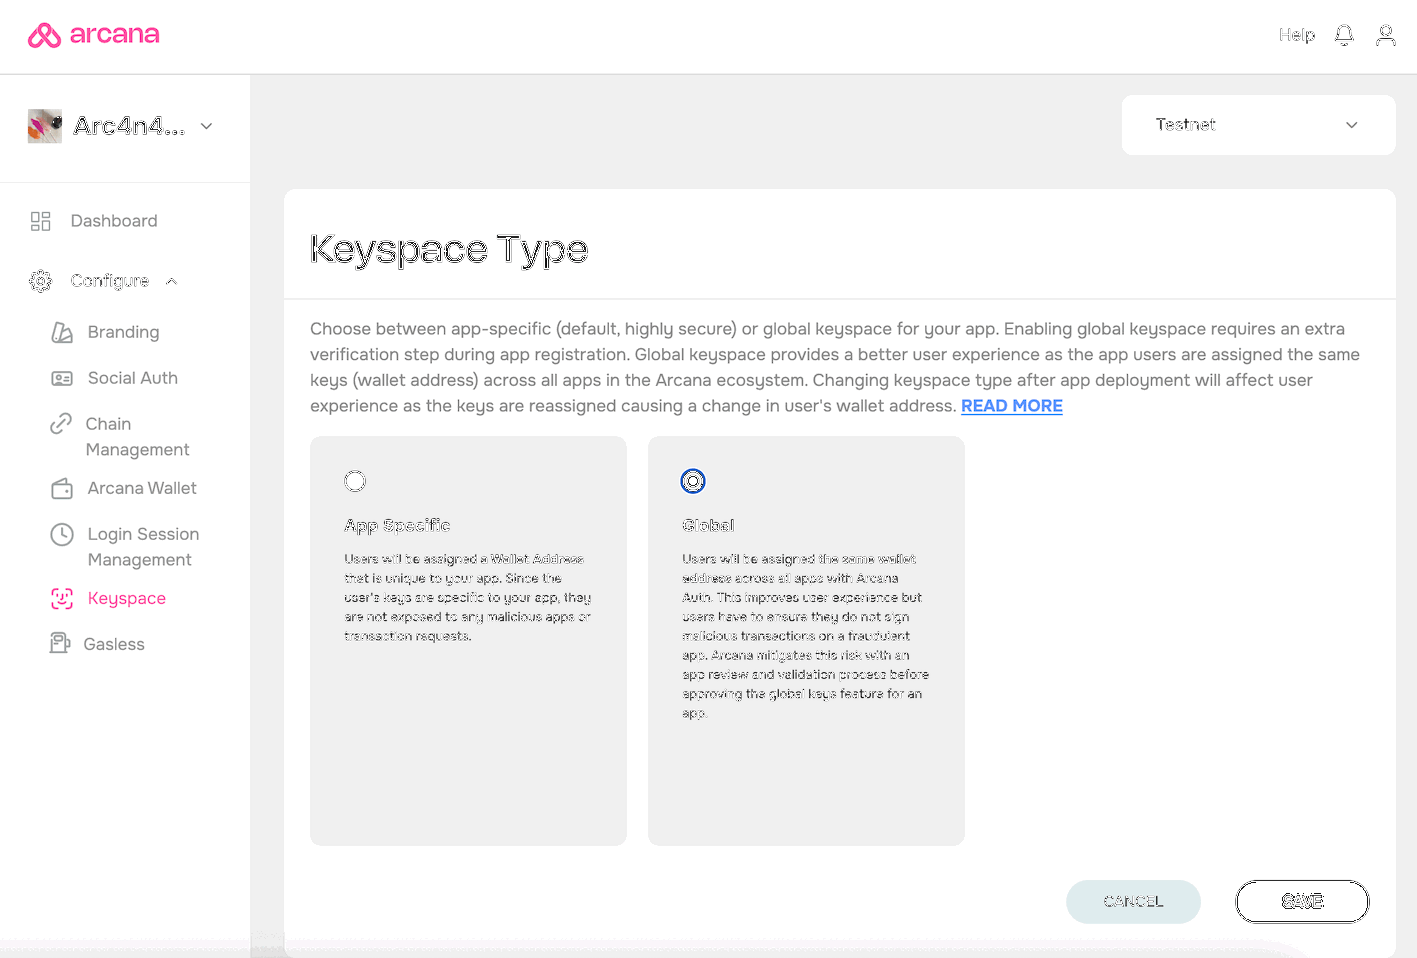 arcana
Help
Arc4n4...
Testnet
Dashboard
Configure
Branding
Social Auth
Chain
Management
Arcana Wallet
Login Session
Management
Keyspace
Gasless
Keyspace Type
Choose between app-specific (default, highly secure) or global keyspace for your app. Enabling global keyspace requires an extra
verification step during app registration. Global keyspace provides a better user experience as the app users are assigned the same
keys (wallet address) across all apps in the Arcana ecosystem. Changing keyspace type after app deployment will affect user
experience as the keys are reassigned causing a change in user's wallet address. READ MORE
App Specific
Users will be assigned a Wallet Address
that is unique to your app. Since the
user's keys are specific to your app, they
are not exposed to any malicious apps or
transaction requests.
Global
Users will be assigned the same wallet
address across all apps with Arcana
Auth. This improves user experience but
users have to ensure they do not sign
malicious transactions on a fraudulent
app. Arcana mitigates this risk with an
app review and validation process before
approving the global keys feature for an
app.
CANCEL
SAVE